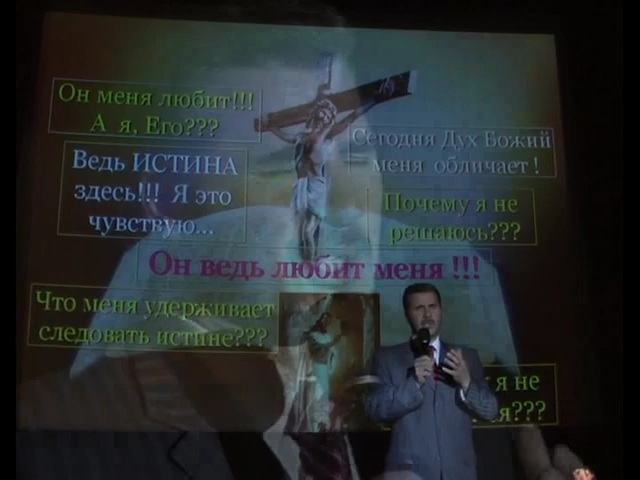 Он меня любит!!!
А я, Его???
Сегодня Дух Божий
меня обличает!
Ведь ИСТИНА
здесь!!! Я это
чувствую...
Почему я не
решаюсь???
Он ведь любит меня !!!
Что меня удерживает
следовать истине???
я не
я???